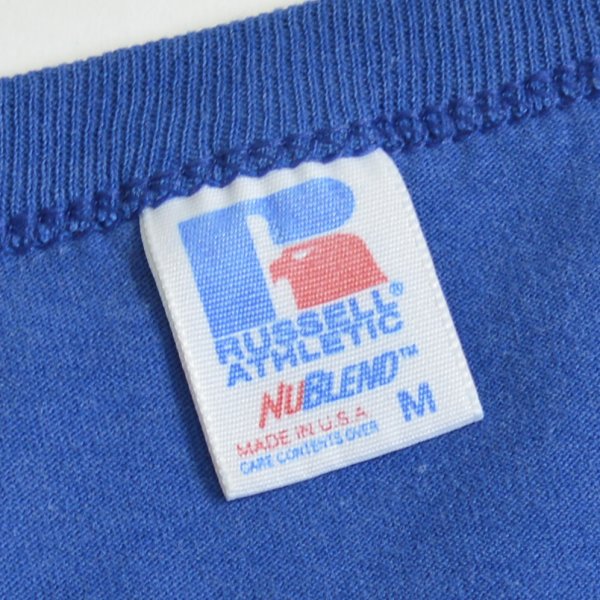 R
RUSSELL®
ATHLETIC
NUBLEND™ M
MADE IN U.S.A
CARE CONTENTS OVER